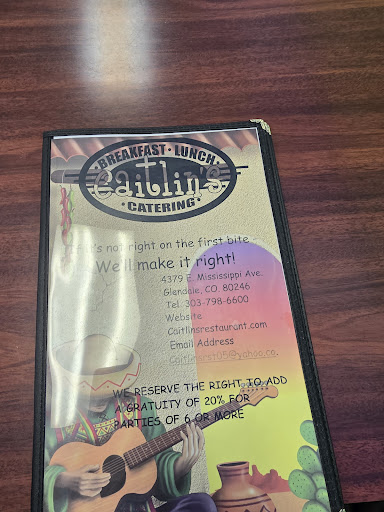 BREAKFAST · LUNCH
Caitlin's
· CATERING ·
it's not right on the first bite -
We'll make it right!
4379 E. Mississippi Ave.
Glendale, CO. 80246
Tel. 303-798-6600
Website
Caitlinsrestaurant.com
Email Address
WE RESERVE THE RIGHT TO ADD
A GRATUITY OF 20% FOR
PARTIES OF 6 OR MORE